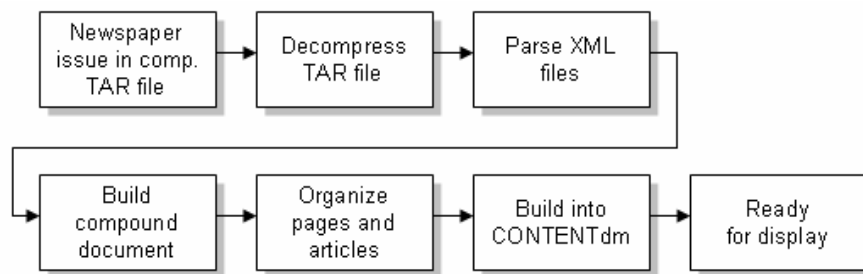 Newspaper
issue in comp.
TAR file
Decompress
TAR file
Parse XML
files
Build
compound
document
Organize
pages and
articles
Build into
CONTENTdm
Ready
for display